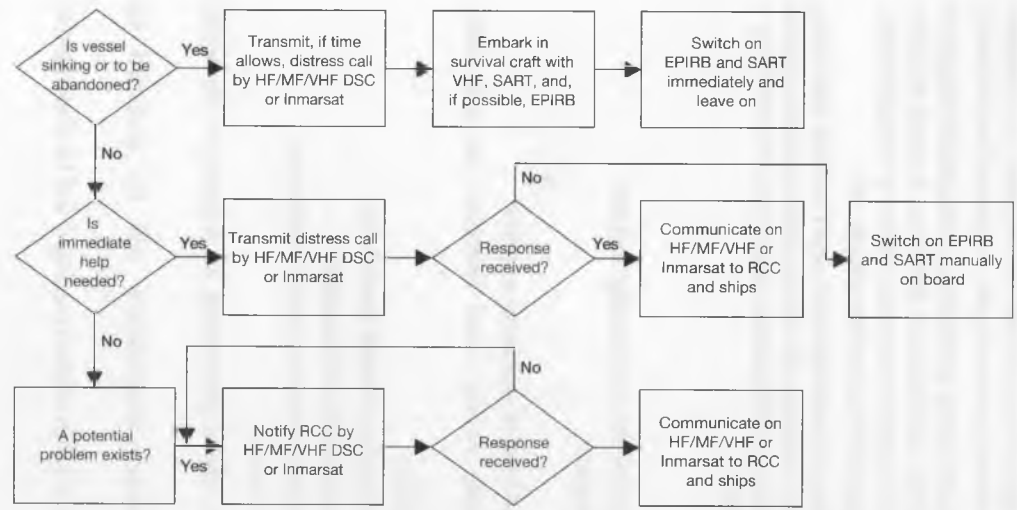 Is vessel
sinking or to be
abandoned?
Yes
Transmit, if time
allows, distress call
by HF/MF/VHF DSC
or Inmarsat
Embark in
survival craft with
VHF, SART, and,
if possible, EPIRB
Switch on
EPIRB and SART
immediately and
leave on
No
Is
immediate
help
needed?
Yes
Transmit distress call
by HF/MF/VHF DSC
or Inmarsat
Response
received?
No
Yes
Communicate on
HF/MF/VHF or
Inmarsat to RCC
and ships
Switch on EPIRB
and SART manually
on board
No
A potential
problem exists?
Yes
Notify RCC by
HF/MF/VHF DSC
or Inmarsat
Response
received?
No
Communicate on
HF/MF/VHF or
Inmarsat to RCC
and ships